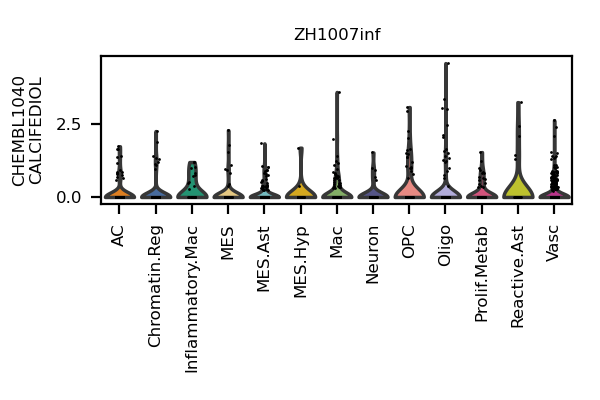 ZH1007inf
CHEMBL1040
CALCIFEDIOL
2.5
0.0
AC
Chromatin.Reg
Inflammatory.Mac
MES
MES.Ast
MES.Hyp
Mac
Neuron
OPC
Oligo
Prolif.Metab
Reactive.Ast
Vasc